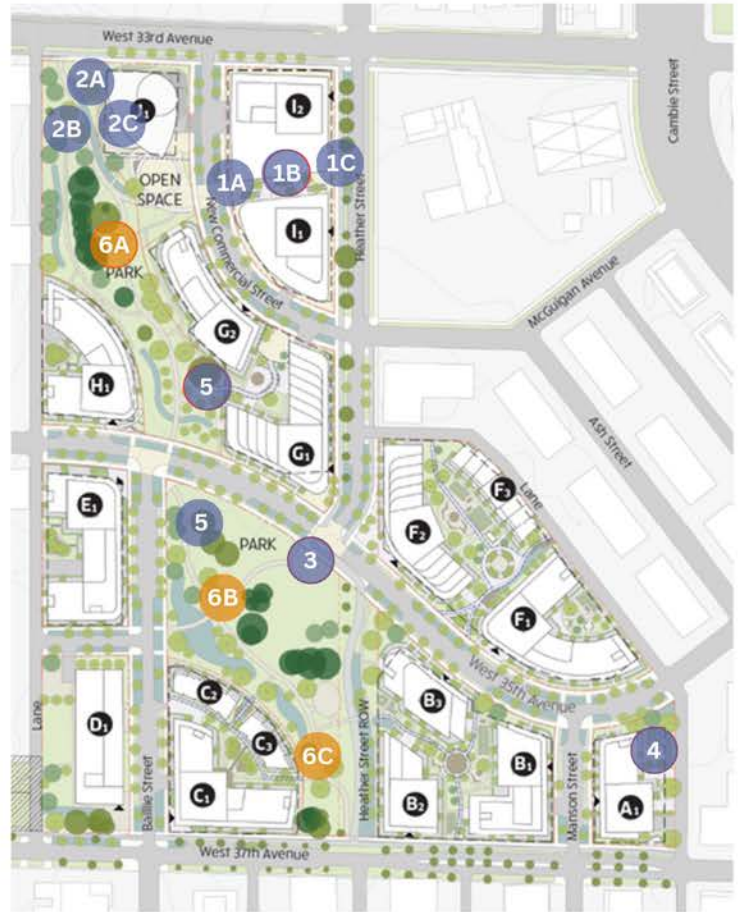 West 33rd Avenue
Cambie Street
2A
2B
2C
J1
I2
1A
1B
1C
OPEN
SPACE
New Commercial Street
I1
Heather Street
6A
PARK
McGuigan Avenue
G2
H1
5
G1
Ash Street
Lane
F3
E1
F2
5
PARK
3
6B
F1
West 35th Avenue
C2
B3
Lane
D1
C3
6C
Heather Street ROW
B1
4
C1
B2
Manson Street
A1
Baillie Street
West 37th Avenue